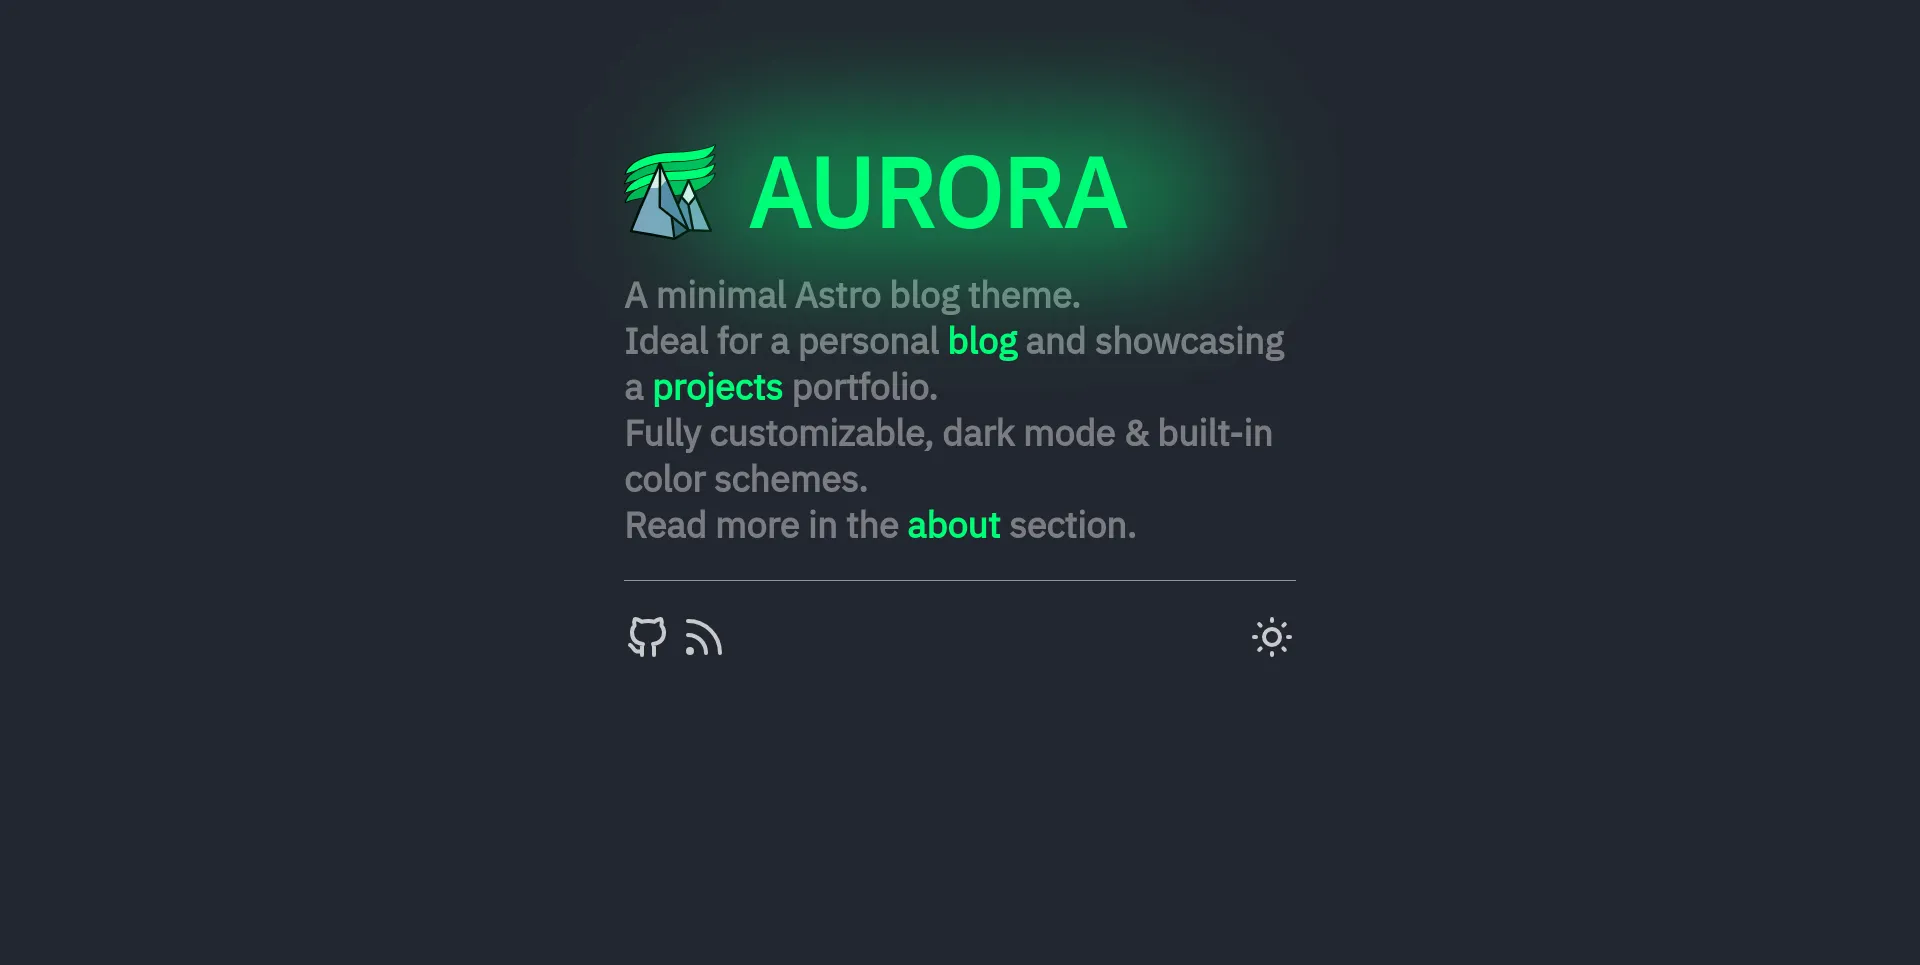 AURORA
A minimal Astro blog theme.
Ideal for a personal blog and showcasing
a projects portfolio.
Fully customizable, dark mode & built-in
color schemes.
Read more in the about section.